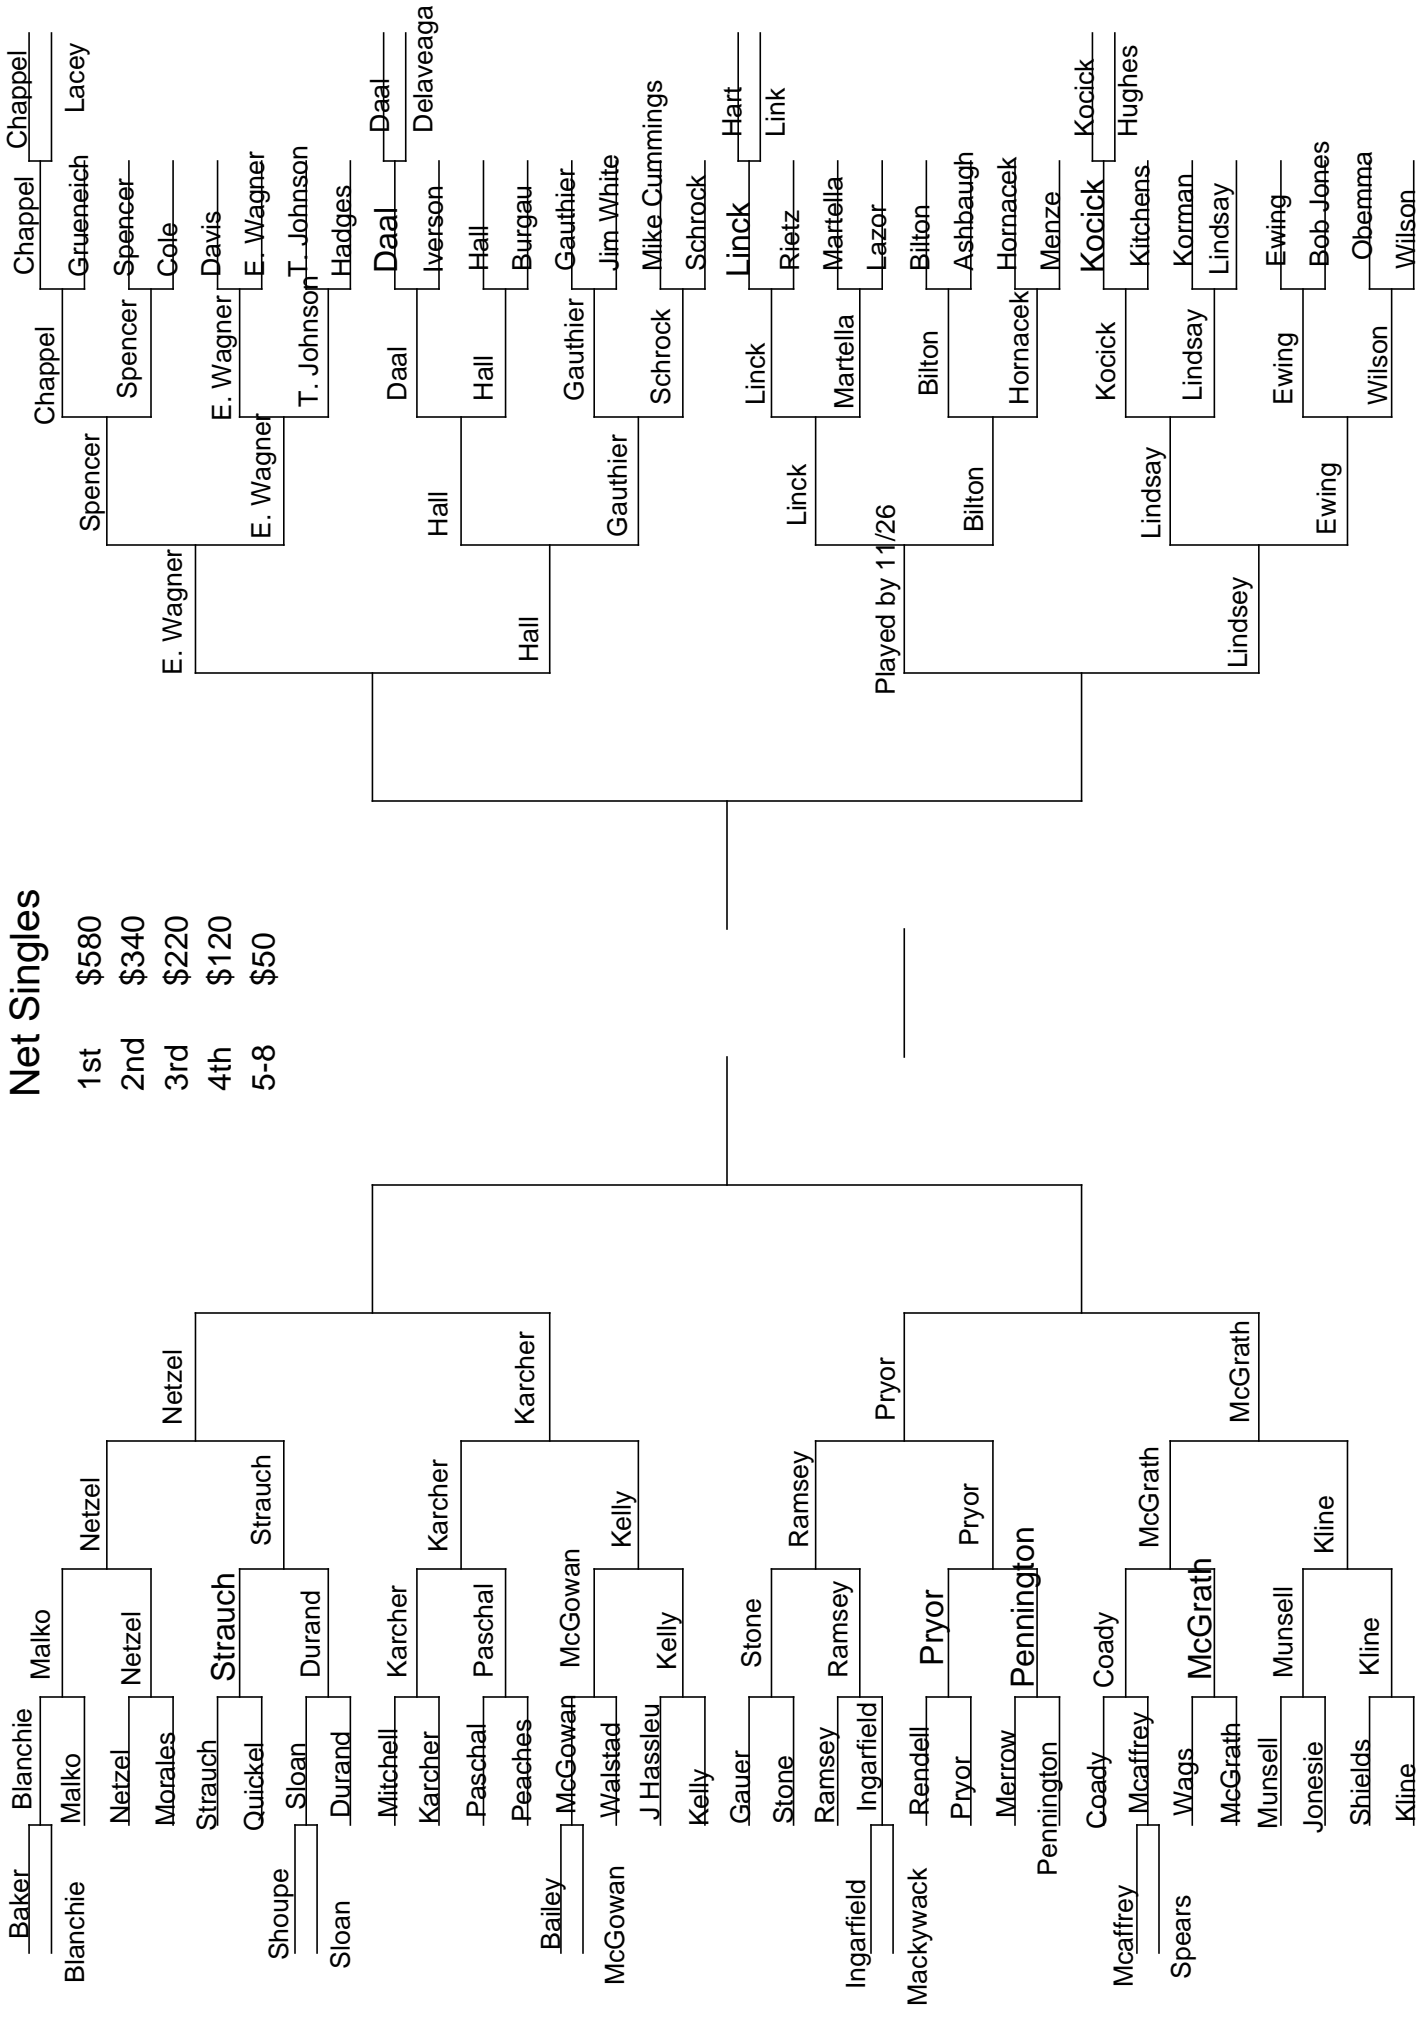 Net Singles
1st $580
2nd $340
3rd $220
4th $120
5-8 $50
Baker
Blanchie
Shoupe
Sloan
Bailey
McGowan
Ingarfield
Mackywack
Mcaffrey
Spears
Blanchie
Malko
Netzel
Morales
Strauch
Quickel
Sloan
Durand
Mitchell
Karcher
Paschal
Peaches
McGowan
Walstad
J Hassleu
Kelly
Gauer
Stone
Ramsey
Ingarfield
Rendell
Pryor
Merrow
Pennington
Coady
Mcaffrey
Wags
McGrath
Munsell
Jonesie
Shields
Kline
Malko
Netzel
Strauch
Durand
Karcher
Paschal
McGowan
Kelly
Stone
Ramsey
Pryor
Pennington
Coady
McGrath
Munsell
Kline
Netzel
Strauch
Karcher
Kelly
Ramsey
Pryor
McGrath
Kline
Netzel
Karcher
Pryor
McGrath
E. Wagner
Hall
Played by 11/26
Lindsey
Spencer
E. Wagner
Hall
Gauthier
Linck
Bilton
Lindsay
Ewing
Chappel
Spencer
E. Wagner
T. Johnson
Daal
Hall
Gauthier
Schrock
Linck
Martella
Bilton
Hornacek
Kocick
Lindsay
Ewing
Wilson
Chappel
Grueneich
Spencer
Cole
Davis
E. Wagner
T. Johnson
Hadges
Daal
Iverson
Hall
Burgau
Gauthier
Jim White
Mike Cummings
Schrock
Linck
Rietz
Martella
Lazor
Bilton
Ashbaugh
Hornacek
Menze
Kocick
Kitchens
Korman
Lindsay
Ewing
Bob Jones
Obemma
Wilson
Chappel
Lacey
Daal
Delaveaga
Hart
Link
Kocick
Hughes